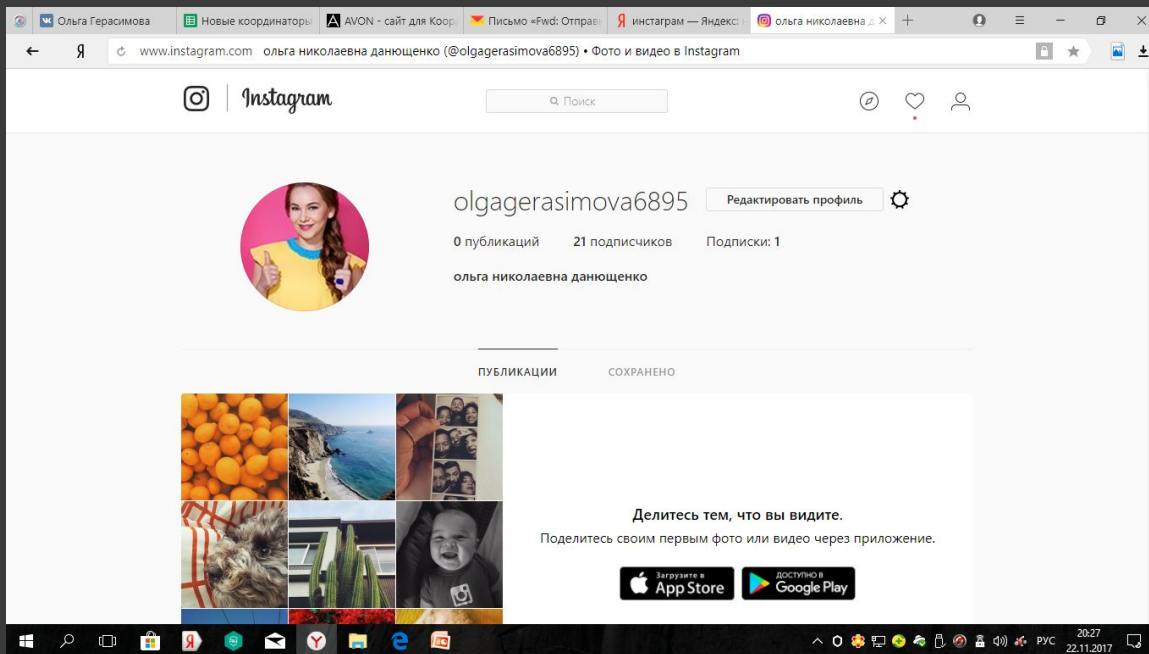 Ольга Герасимова
Новые координаторы
AVON - сайт для Коор
Письмо «Fwd: Отправ
инстаграм — Яндекс:
ольга николаевна д
www.instagram.com ольга николаевна данющенко (@olgagerasimova6895) • Фото и видео в Instagram
Instagram
Поиск
olgagerasimova6895
Редактировать профиль
0 публикаций 21 подписчиков Подписки: 1
ольга николаевна данющенко
ПУБЛИКАЦИИ СОХРАНЕНО
Делитесь тем, что вы видите.
Поделитесь своим первым фото или видео через приложение.
Загрузите в
App Store
ДОСТУПНО В
Google Play
РУС
20:27
22.11.2017